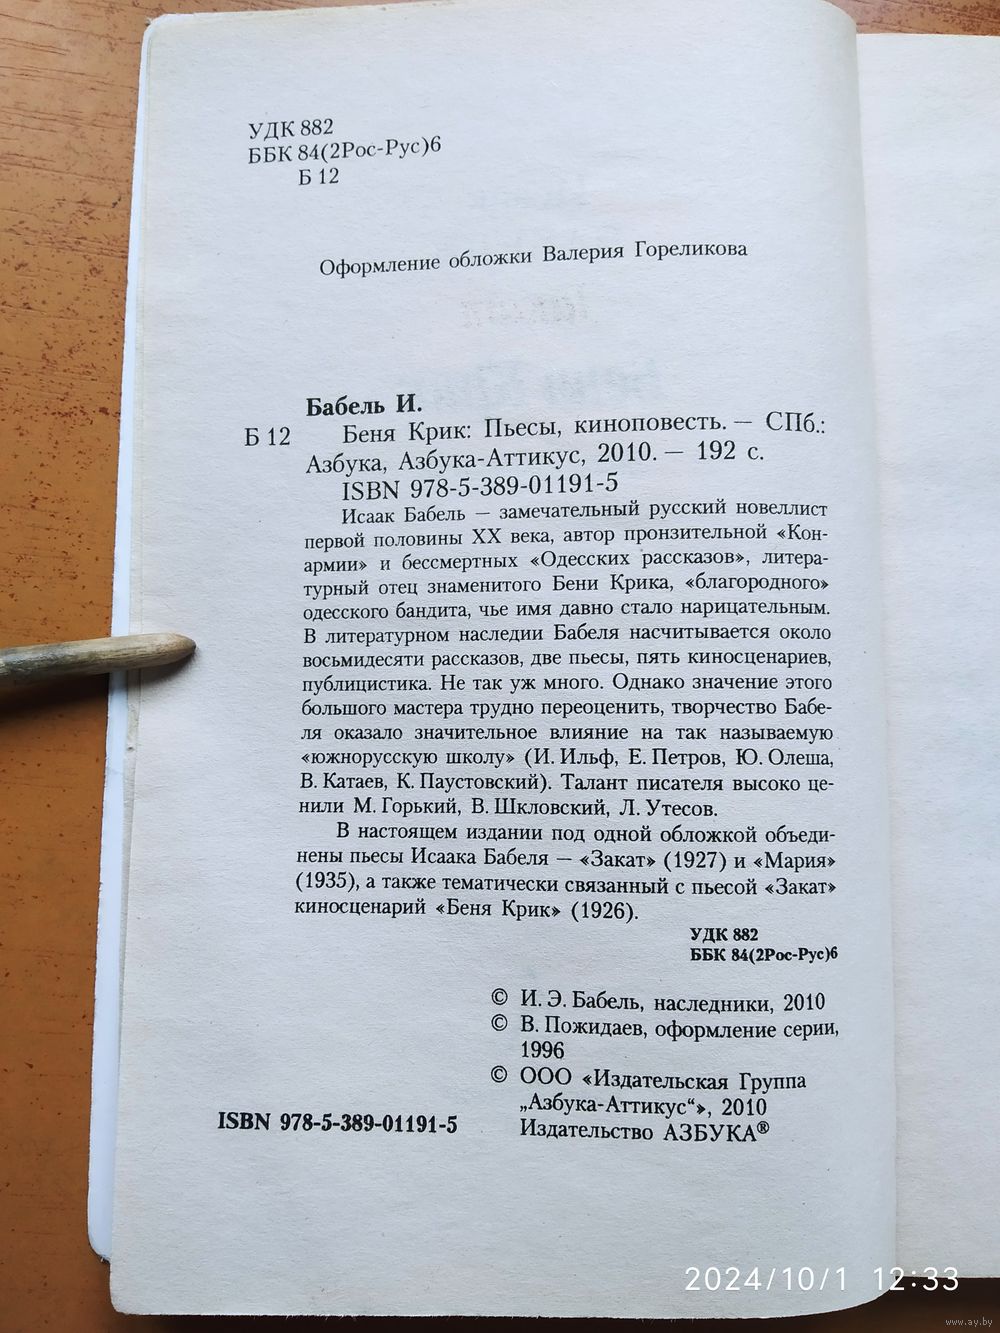 УДК 882
ББК 84(2Рос-Рус)6
Б 12
Оформление обложки Валерия Гореликова
Бабель И.
Б 12 Беня Крик: Пьесы, киноповесть. — СПб.:
Азбука, Азбука-Аттикус, 2010. — 192 с.
ISBN 978-5-389-01191-5
Исаак Бабель — замечательный русский новеллист
первой половины XX века, автор пронзительной «Кон-
армии» и бессмертных «Одесских рассказов», литера-
турный отец знаменитого Бени Крика, «благородного»
одесского бандита, чье имя давно стало нарицательным.
В литературном наследии Бабеля насчитывается около
восьмидесяти рассказов, две пьесы, пять киносценариев,
публицистика. Не так уж много. Однако значение этого
большого мастера трудно переоценить, творчество Бабе-
ля оказало значительное влияние на так называемую
«южнорусскую школу» (И. Ильф, Е. Петров, Ю. Олеша,
В. Катаев, К. Паустовский). Талант писателя высоко це-
нили М. Горький, В. Шкловский, Л. Утесов.
В настоящем издании под одной обложкой объеди-
нены пьесы Исаака Бабеля — «Закат» (1927) и «Мария»
(1935), а также тематически связанный с пьесой «Закат»
киносценарий «Беня Крик» (1926).
УДК 882
ББК 84(2Рос-Рус)6
© И. Э. Бабель, наследники, 2010
© В. Пожидаев, оформление серии,
1996
© ООО «Издательская Группа
„Азбука-Аттикус“», 2010
Издательство АЗБУКА®
ISBN 978-5-389-01191-5
2024/10/1 12:33
www.ay.by